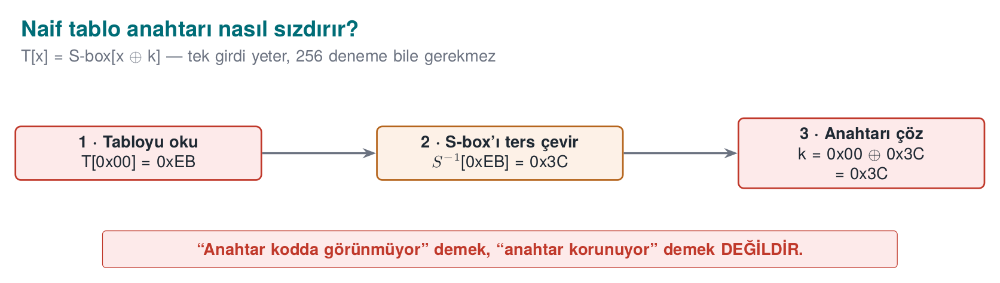 Naif tablo anahtarı nasıl sızdırır?
T[x] = S-box[x ⊕ k] — tek girdi yeter, 256 deneme bile gerekmez
1 · Tabloyu oku
T[0x00] = 0xEB
2 · S-box’ı ters çevir
S⁻¹[0xEB] = 0x3C
3 · Anahtarı çöz
k = 0x00 ⊕ 0x3C
= 0x3C
“Anahtar kodda görünmüyor” demek, “anahtar korunuyor” demek DEĞİLDİR.